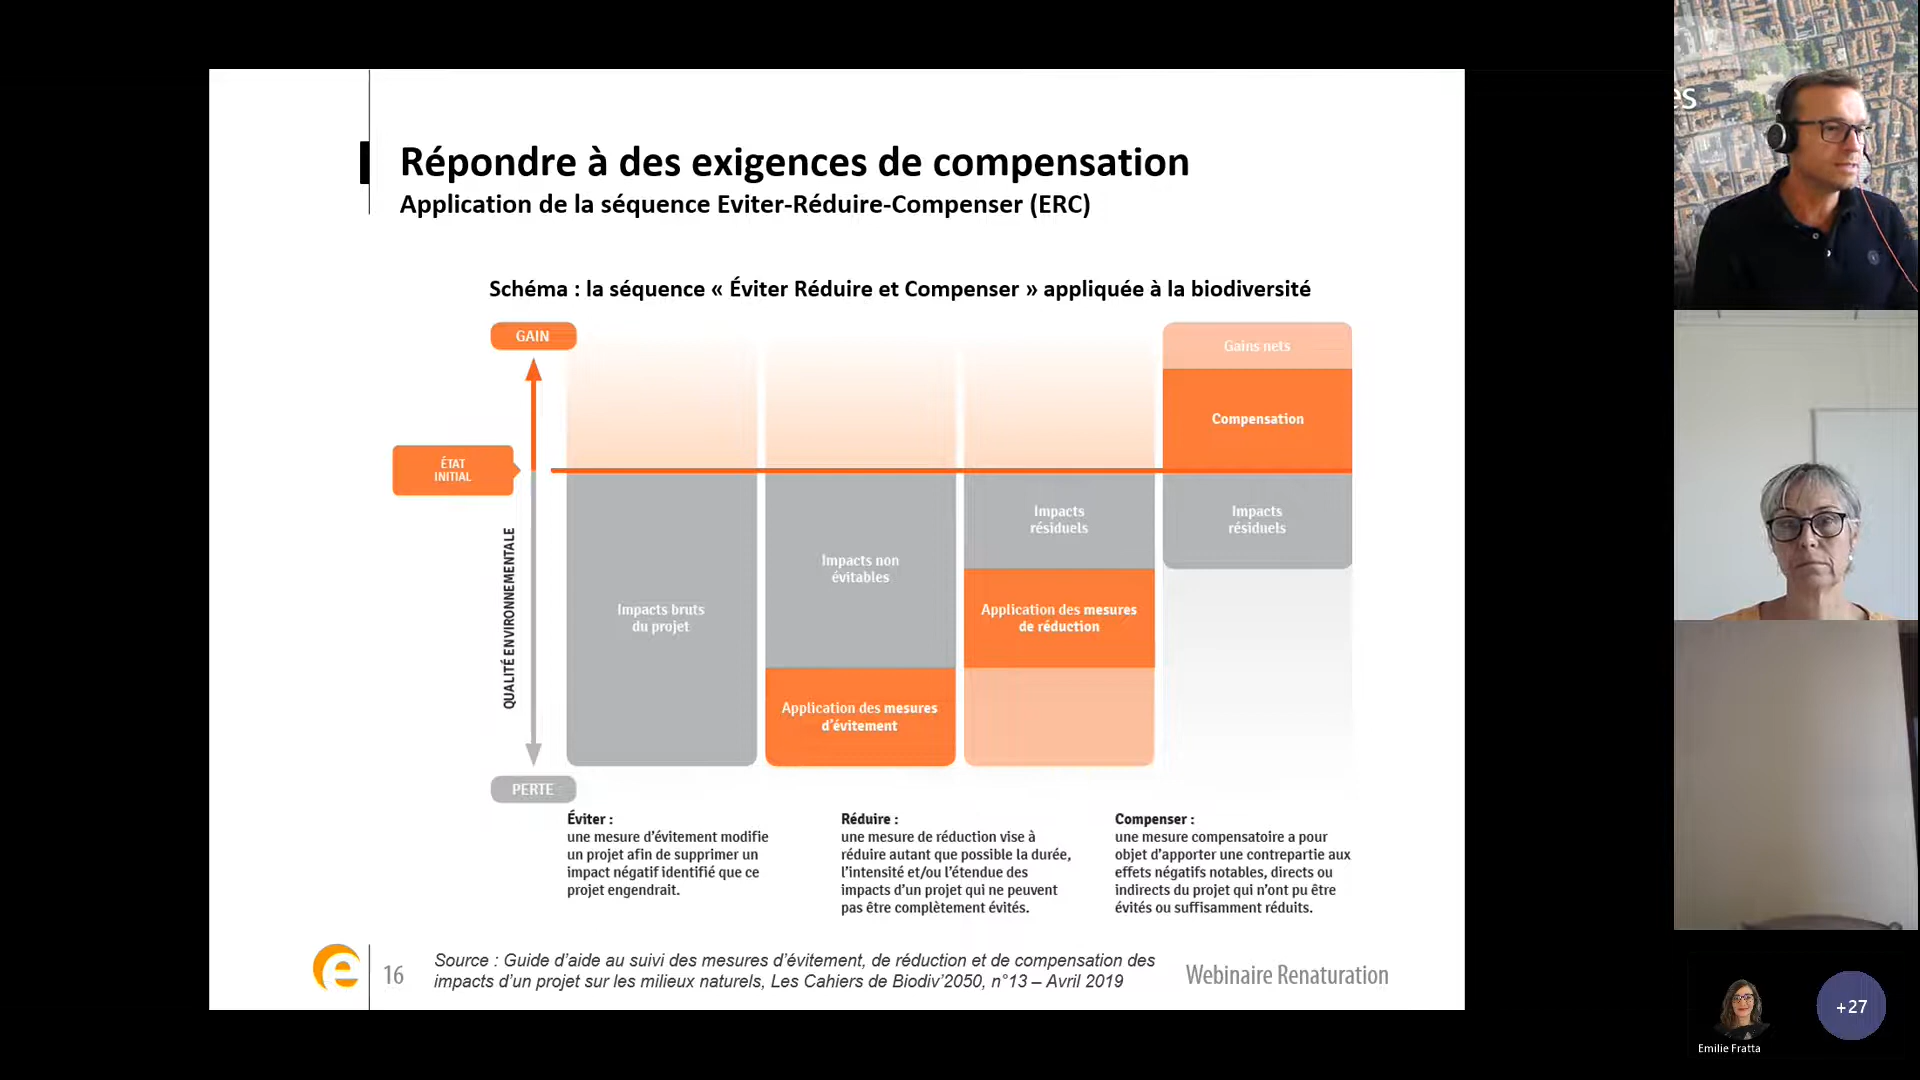 Répondre à des exigences de compensation
Application de la séquence Eviter-Réduire-Compenser (ERC)
Schéma : la séquence « Éviter Réduire et Compenser » appliquée à la biodiversité
GAIN
ÉTAT
INITIAL
QUALITÉ ENVIRONNEMENTALE
PERTE
Impacts bruts
du projet
Impacts non
évitables
Application des mesures
d’évitement
Impacts
résiduels
Application des mesures
de réduction
Gains nets
Compensation
Impacts
résiduels
Éviter :
une mesure d’évitement modifie
un projet afin de supprimer un
impact négatif identifié que ce
projet engendrait.
Réduire :
une mesure de réduction vise à
réduire autant que possible la durée,
l’intensité et/ou l’étendue des
impacts d’un projet qui ne peuvent
pas être complètement évités.
Compenser :
une mesure compensatoire a pour
objet d’apporter une contrepartie aux
effets négatifs notables, directs ou
indirects du projet qui n’ont pu être
évités ou suffisamment réduits.
e
16
Source : Guide d’aide au suivi des mesures d’évitement, de réduction et de compensation des
impacts d’un projet sur les milieux naturels, Les Cahiers de Biodiv’2050, n°13 – Avril 2019
Webinaire Renaturation
es
Emilie Fratta
+27